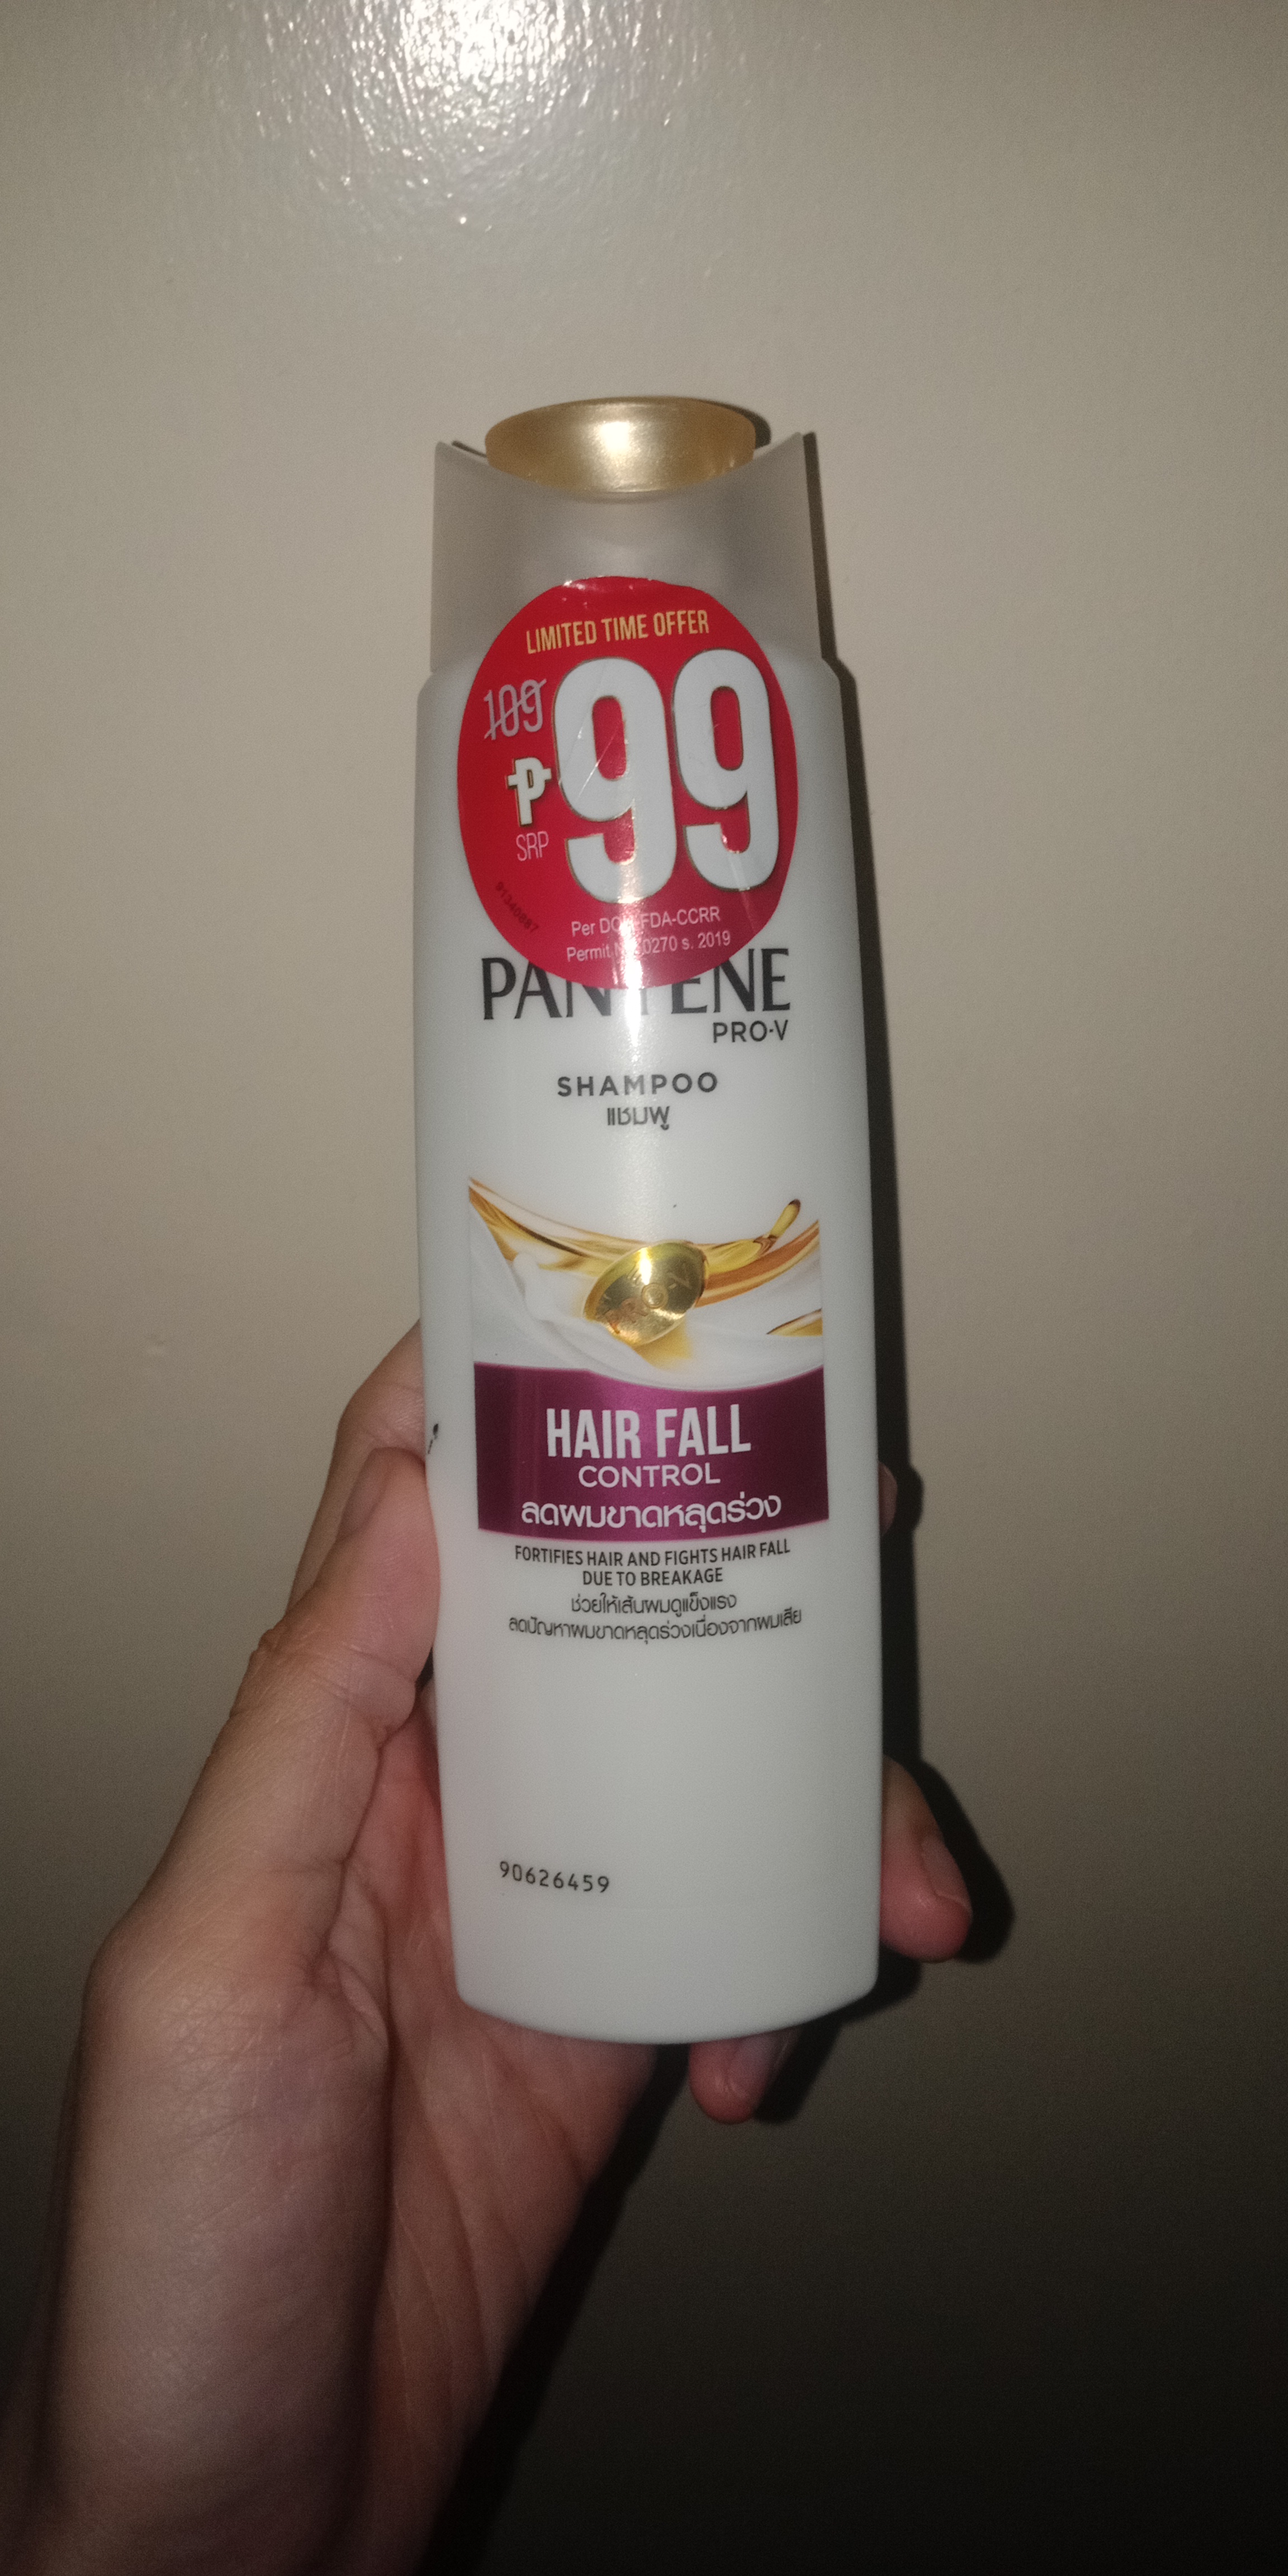 LIMITED TIME OFFER
109
₱99
SRP
91340887
Per DOH-FDA-CCRR
Permit 0270 s. 2019
PANTENE
PRO-V
SHAMPOO
แชมพู
HAIR FALL
CONTROL
ลดผมขาดหลุดร่วง
FORTIFIES HAIR AND FIGHTS HAIR FALL
DUE TO BREAKAGE
ช่วยให้เส้นผมดูแข็งแรง
ลดปัญหาผมขาดหลุดร่วงเนื่องจากผมเสีย
90626459